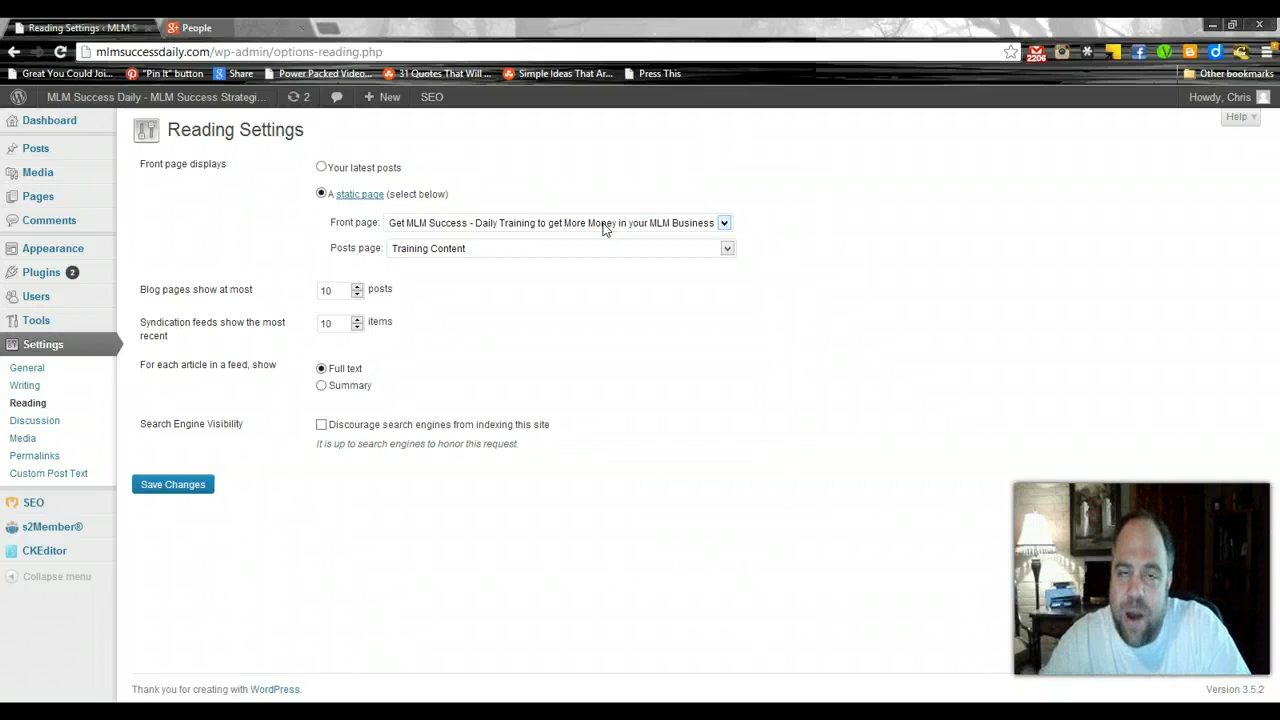 Reading Settings ‹ MLM S
People
mlmsuccessdaily.com/wp-admin/options-reading.php
2206
Great You Could Joi...
"Pin It" button
Share
Power Packed Video...
31 Quotes That Will ...
Simple Ideas That Ar...
Press This
Other bookmarks
MLM Success Daily - MLM Success Strategi...
2
New
SEO
Howdy, Chris
Help
Dashboard
Posts
Media
Pages
Comments
Appearance
Plugins 2
Users
Tools
Settings
General
Writing
Reading
Discussion
Media
Permalinks
Custom Post Text
SEO
s2Member®
CKEditor
Collapse menu
Reading Settings
Front page displays
Your latest posts
A static page (select below)
Front page: Get MLM Success - Daily Training to get More Money in your MLM Business
Posts page: Training Content
Blog pages show at most
10 posts
Syndication feeds show the most
recent
10 items
For each article in a feed, show
Full text
Summary
Search Engine Visibility
Discourage search engines from indexing this site
It is up to search engines to honor this request.
Save Changes
Thank you for creating with WordPress.
Version 3.5.2